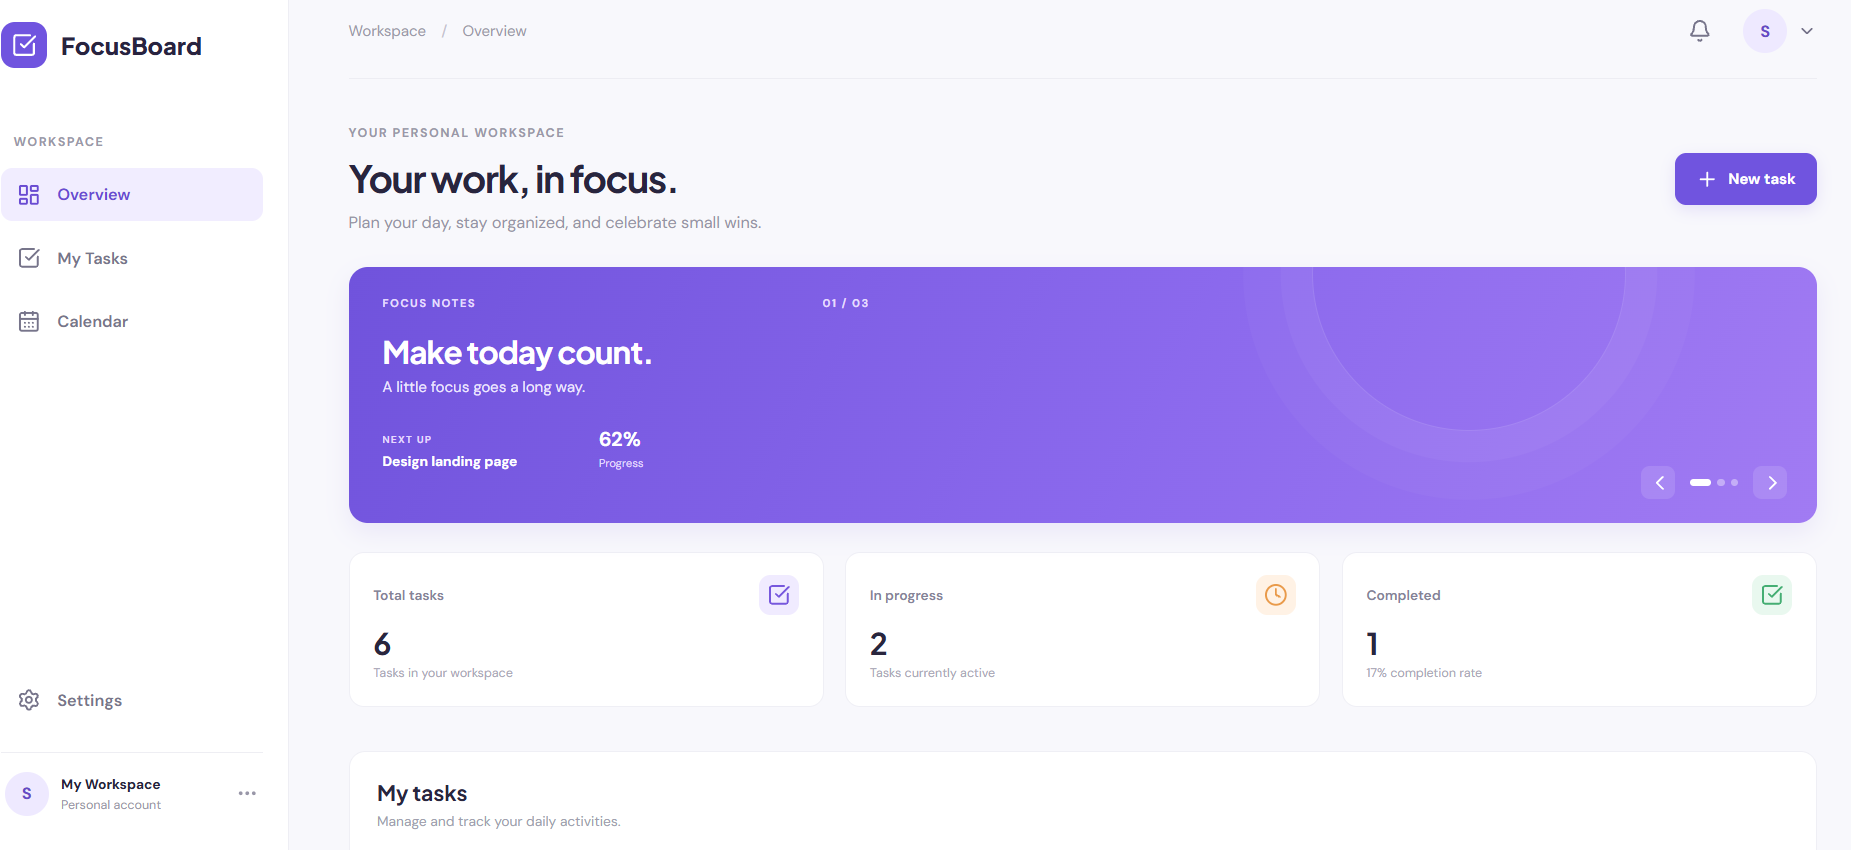 FocusBoard
WORKSPACE
Overview
My Tasks
Calendar
Settings
S
My Workspace
Personal account
Workspace / Overview
S
YOUR PERSONAL WORKSPACE
Your work, in focus.
Plan your day, stay organized, and celebrate small wins.
New task
FOCUS NOTES
01 / 03
Make today count.
A little focus goes a long way.
NEXT UP
Design landing page
62%
Progress
Total tasks
6
Tasks in your workspace
In progress
2
Tasks currently active
Completed
1
17% completion rate
My tasks
Manage and track your daily activities.